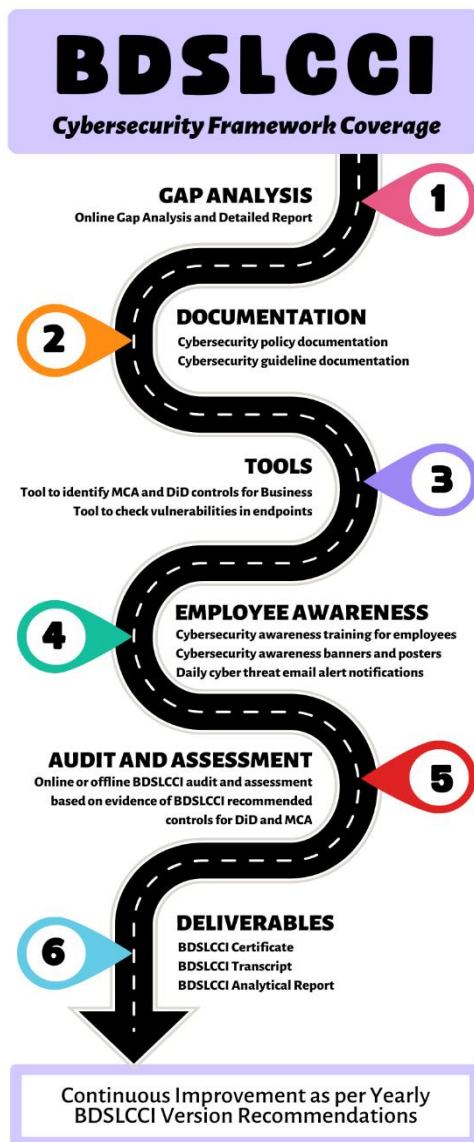 BDSLCCI
Cybersecurity Framework Coverage
1
GAP ANALYSIS
Online Gap Analysis and Detailed Report
2
DOCUMENTATION
Cybersecurity policy documentation
Cybersecurity guideline documentation
3
TOOLS
Tool to identify MCA and DiD controls for Business
Tool to check vulnerabilities in endpoints
4
EMPLOYEE AWARENESS
Cybersecurity awareness training for employees
Cybersecurity awareness banners and posters
Daily cyber threat email alert notifications
5
AUDIT AND ASSESSMENT
Online or offline BDSLCCI audit and assessment
based on evidence of BDSLCCI recommended
controls for DiD and MCA
6
DELIVERABLES
BDSLCCI Certificate
BDSLCCI Transcript
BDSLCCI Analytical Report
Continuous Improvement as per Yearly
BDSLCCI Version Recommendations